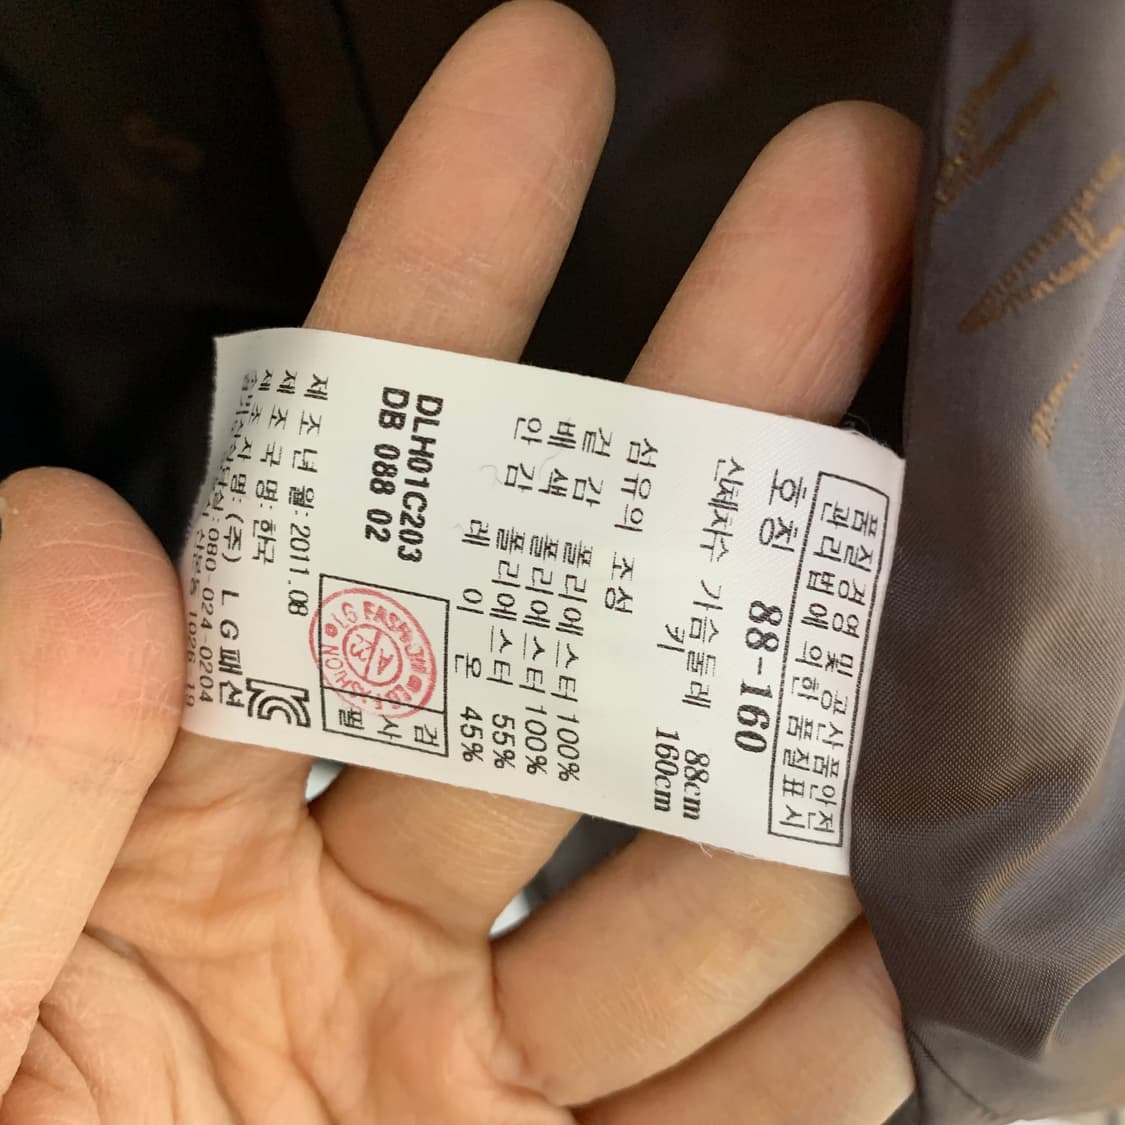 품질경영 및 공산품안전
관리법에 의한 품질표시
호칭 88-160
신체치수 가슴둘레 88cm
키 160cm
섬유의 조성
겉감 폴리에스터 100%
배색 폴리에스터 100%
안감 폴리에스터 55%
레이온 45%
DLH01C203
DB 088 02
검사필
LG FASHION
제조년월: 2011.08
제조국명: 한국
제조자명: (주) LG패션
080-024-0204